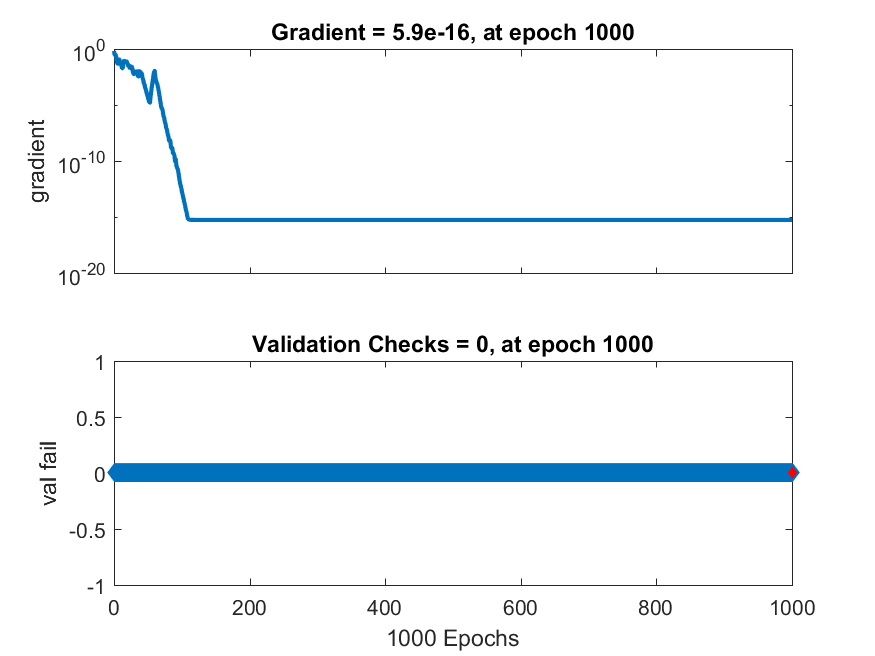 Gradient = 5.9e-16, at epoch 1000
10^0
10^-10
10^-20
gradient
Validation Checks = 0, at epoch 1000
1
0.5
0
-0.5
-1
val fail
0 200 400 600 800 1000
1000 Epochs